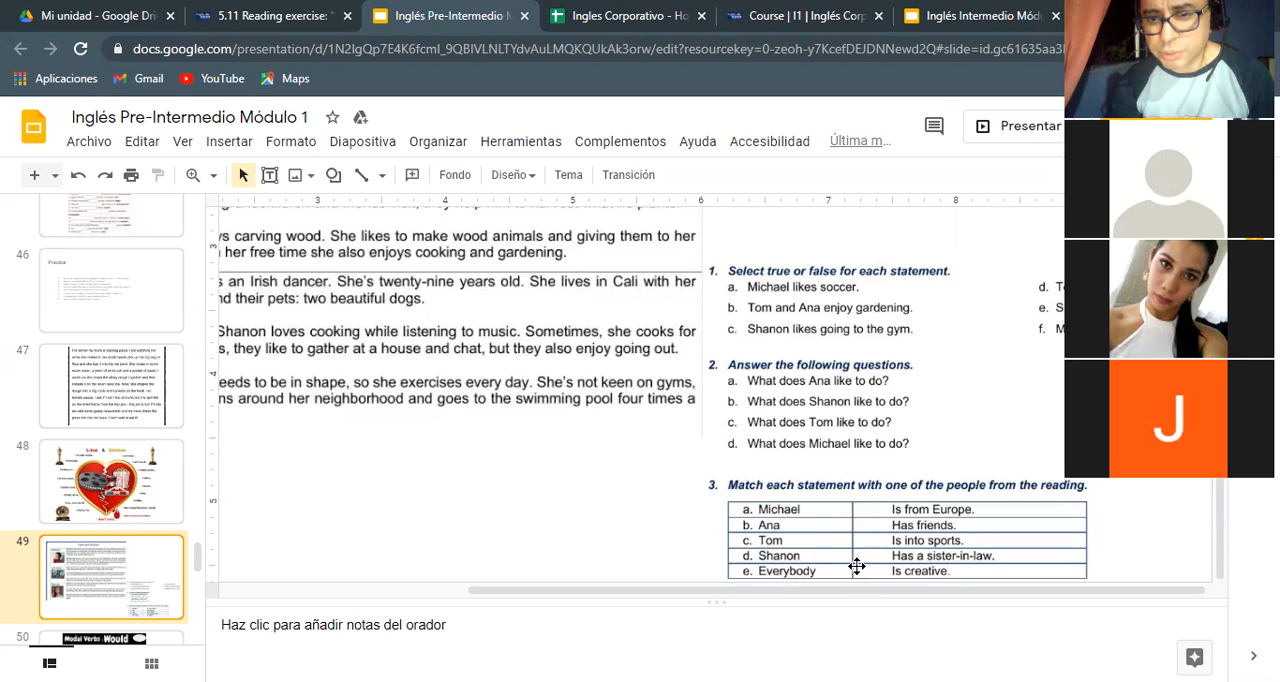 Mi unidad - Google Dri
5.11 Reading exercise: "
Inglés Pre-Intermedio M
Ingles Corporativo - Ho
Course | I1 | Inglés Corp
Inglés Intermedio Mód
docs.google.com/presentation/d/
Aplicaciones
Gmail
YouTube
Maps
Inglés Pre-Intermedio Módulo 1
Presentar
Archivo Editar Ver Insertar Formato Diapositiva Organizar Herramientas Complementos Ayuda Accesibilidad Última m...
Fondo Diseño Tema Transición
3 4 5 6 7 8
3
4
5
46
Practice
47
48
Likes & Dislikes
49
50
Modal Verbs: Would
ys carving wood. She likes to make wood animals and giving them to her
her free time she also enjoys cooking and gardening.
s an Irish dancer. She's twenty-nine years old. She lives in Cali with her
nd their pets: two beautiful dogs.
Shanon loves cooking while listening to music. Sometimes, she cooks for
s, they like to gather at a house and chat, but they also enjoy going out.
eeds to be in shape, so she exercises every day. She's not keen on gyms,
ns around her neighborhood and goes to the swimming pool four times a
1. Select true or false for each statement.
a. Michael likes soccer.
d. T
b. Tom and Ana enjoy gardening.
e. S
c. Shanon likes going to the gym.
f. M
2. Answer the following questions.
a. What does Ana like to do?
b. What does Shanon like to do?
c. What does Tom like to do?
d. What does Michael like to do?
3. Match each statement with one of the people from the reading.
a. Michael Is from Europe.
b. Ana Has friends.
c. Tom Is into sports.
d. Shanon Has a sister-in-law.
e. Everybody Is creative.
Haz clic para añadir notas del orador
J